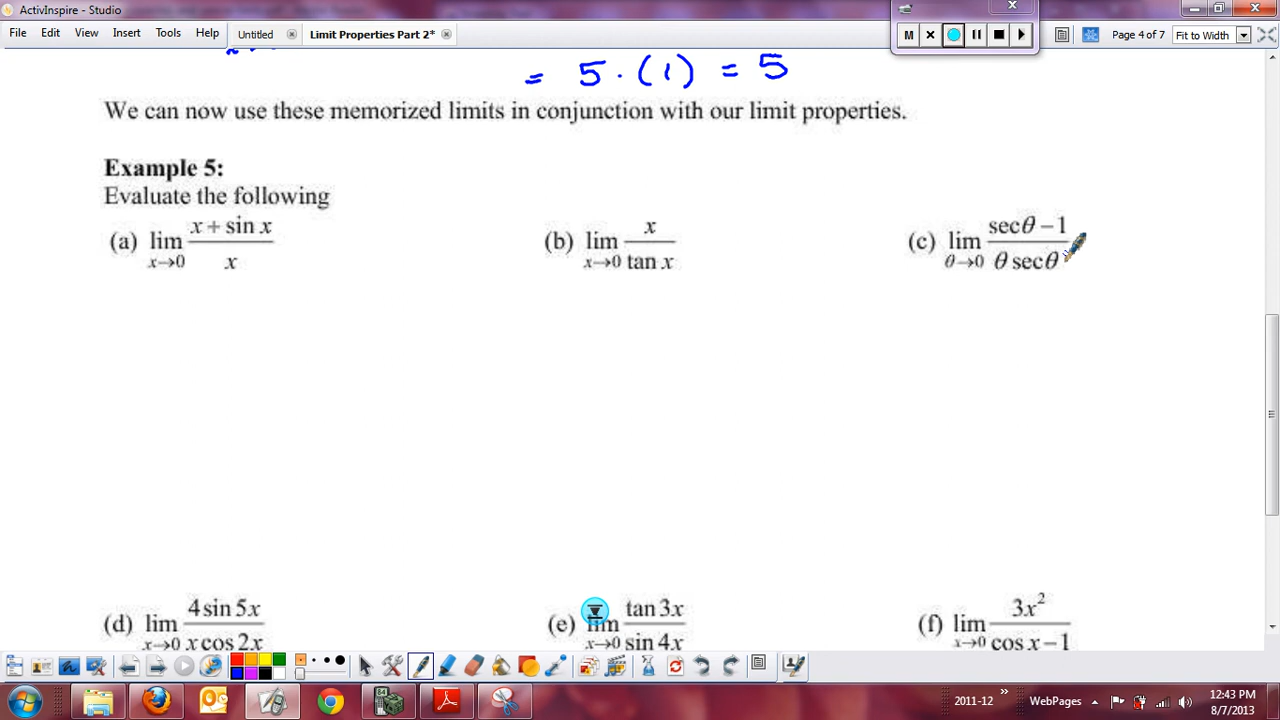 ActivInspire - Studio
File Edit View Insert Tools Help Untitled Limit Properties Part 2* M Page 4 of 7 Fit to Width
= 5 · (1) = 5
We can now use these memorized limits in conjunction with our limit properties.
Example 5:
Evaluate the following
(a) lim x→0 (x + sin x)/x (b) lim x→0 x/tan x (c) lim θ→0 (sec θ − 1)/(θ sec θ)
(d) lim x→0 (4 sin 5x)/(x cos 2x) (e) lim x→0 (tan 3x)/(sin 4x) (f) lim x→0 (3x²)/(cos x − 1)
2011-12 » WebPages 12:43 PM
8/7/2013